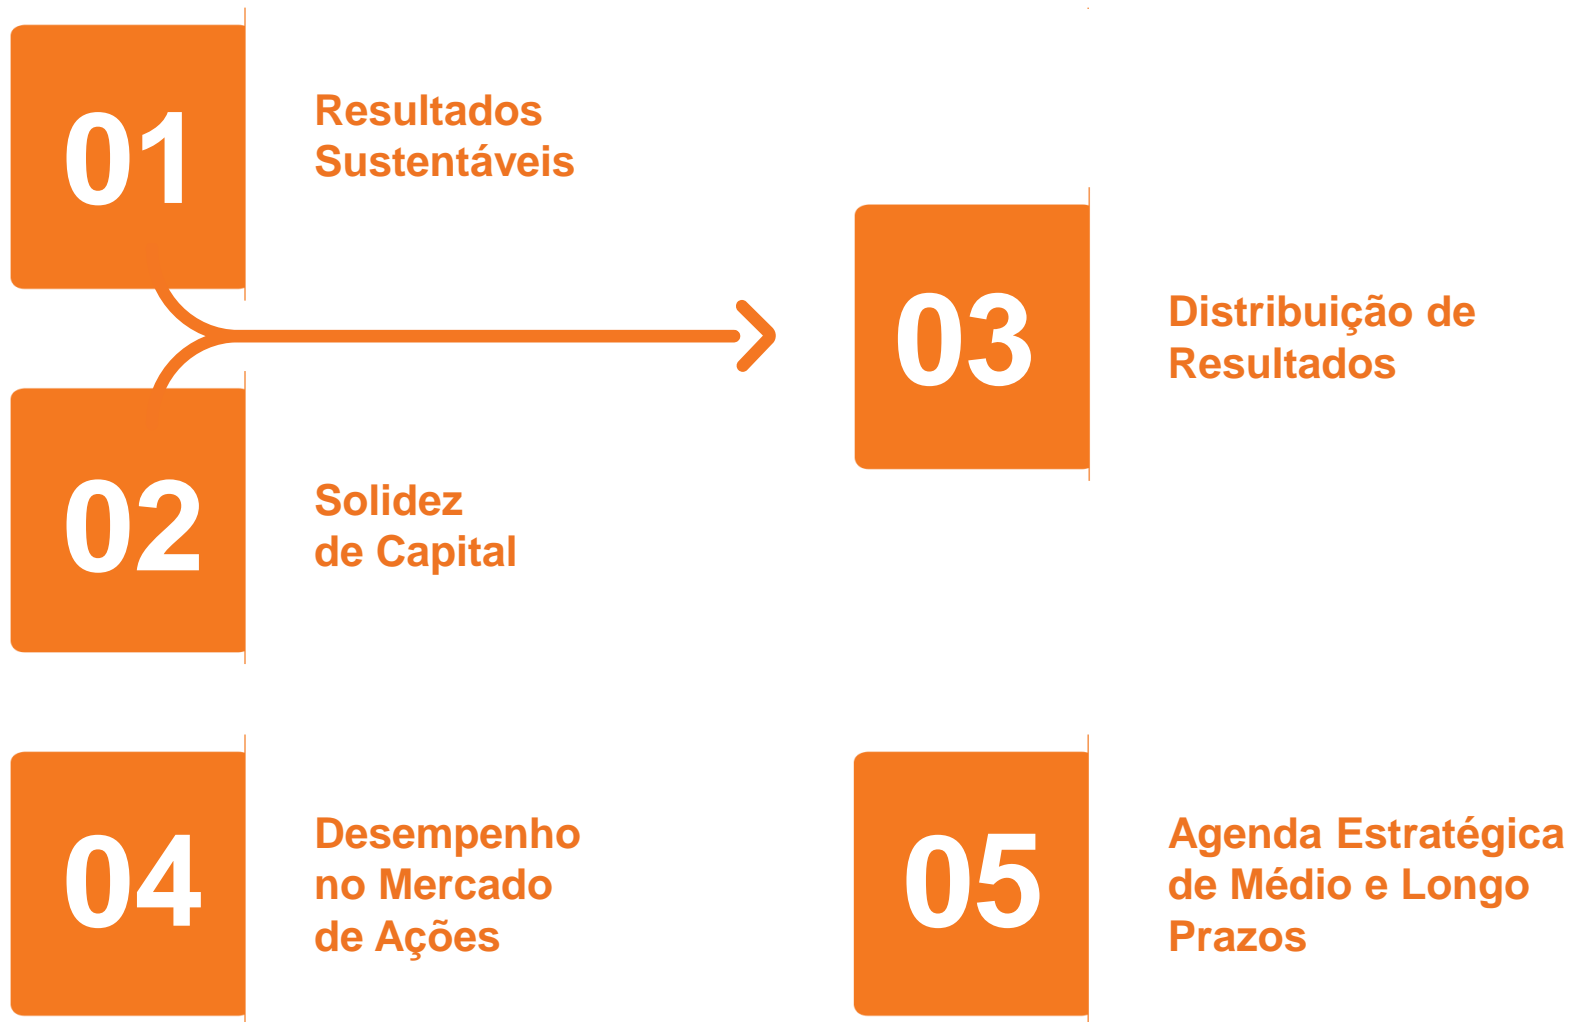 01
Resultados
Sustentáveis
02
Solidez
de Capital
03
Distribuição de
Resultados
04
Desempenho
no Mercado
de Ações
05
Agenda Estratégica
de Médio e Longo
Prazos